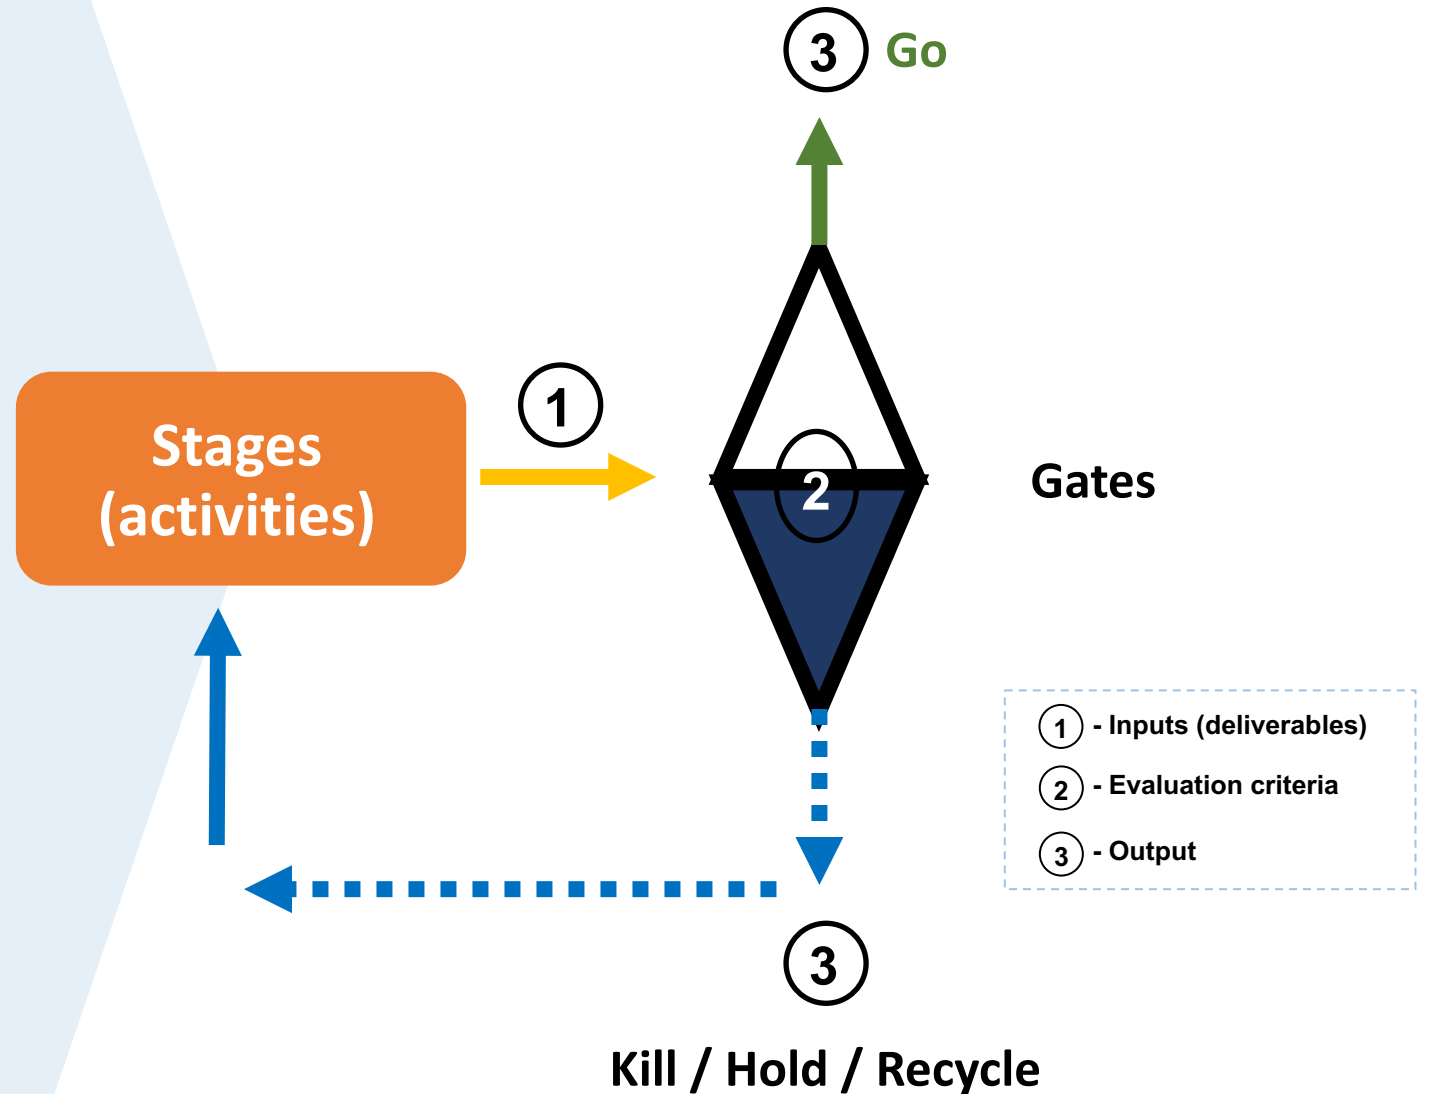 3 Go
1
Stages
(activities)
2
Gates
1 - Inputs (deliverables)
2 - Evaluation criteria
3 - Output
3
Kill / Hold / Recycle